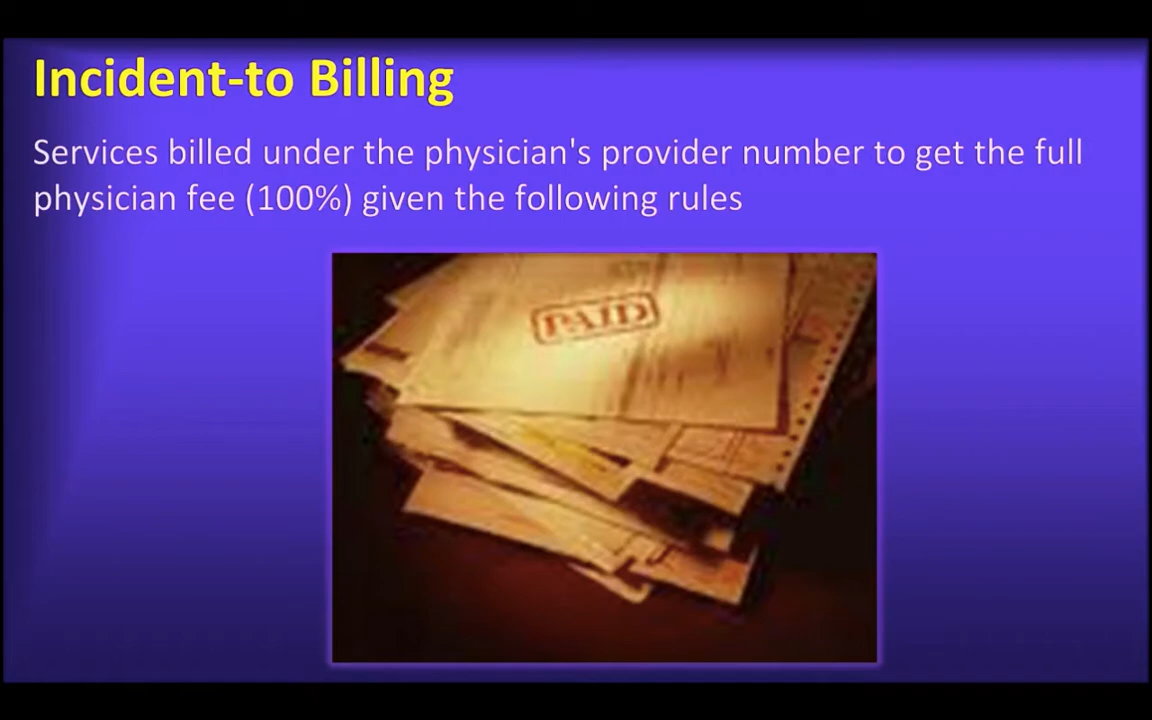 Incident-to Billing
Services billed under the physician's provider number to get the full
physician fee (100%) given the following rules
PAID